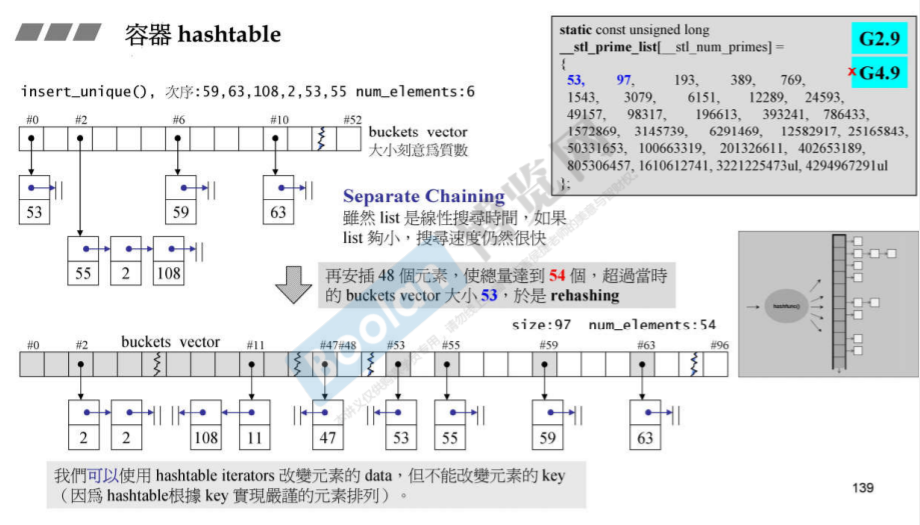 容器 hashtable
insert_unique(), 次序:59,63,108,2,53,55 num_elements:6
#0 #2 #6 #10 #52
buckets vector
大小刻意為質數
53 59 63
55 2 108
static const unsigned long
__stl_prime_list[__stl_num_primes] =
{
53, 97, 193, 389, 769,
1543, 3079, 6151, 12289, 24593,
49157, 98317, 196613, 393241, 786433,
1572869, 3145739, 6291469, 12582917, 25165843,
50331653, 100663319, 201326611, 402653189,
805306457, 1610612741, 3221225473ul, 4294967291ul
};
G2.9
x G4.9
Separate Chaining
雖然 list 是線性搜尋時間，如果
list 夠小，搜尋速度仍然很快
再安插 48 個元素，使總量達到 54 個，超過當時
的 buckets vector 大小 53，於是 rehashing
size:97 num_elements:54
buckets vector
#0 #2 #11 #47 #48 #53 #55 #59 #63 #96
2 2 108 11 47 53 55 59 63
hashfunc()
我們可以使用 hashtable iterators 改變元素的 data，但不能改變元素的 key
（因為 hashtable根據 key 實現嚴謹的元素排列）。
139
Boolan
博览网